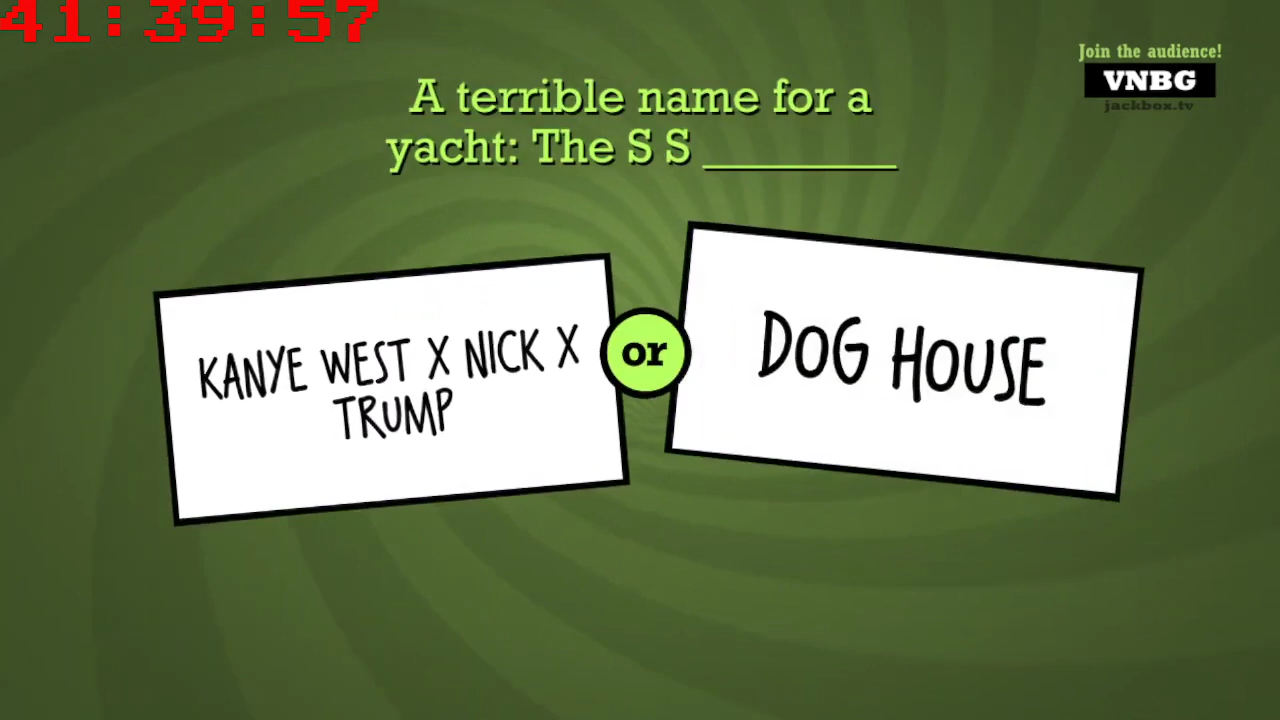 41:39:57
Join the audience!
VNBG
jackbox.tv
A terrible name for a
yacht: The S S ________
KANYE WEST X NICK X
TRUMP
or
DOG HOUSE